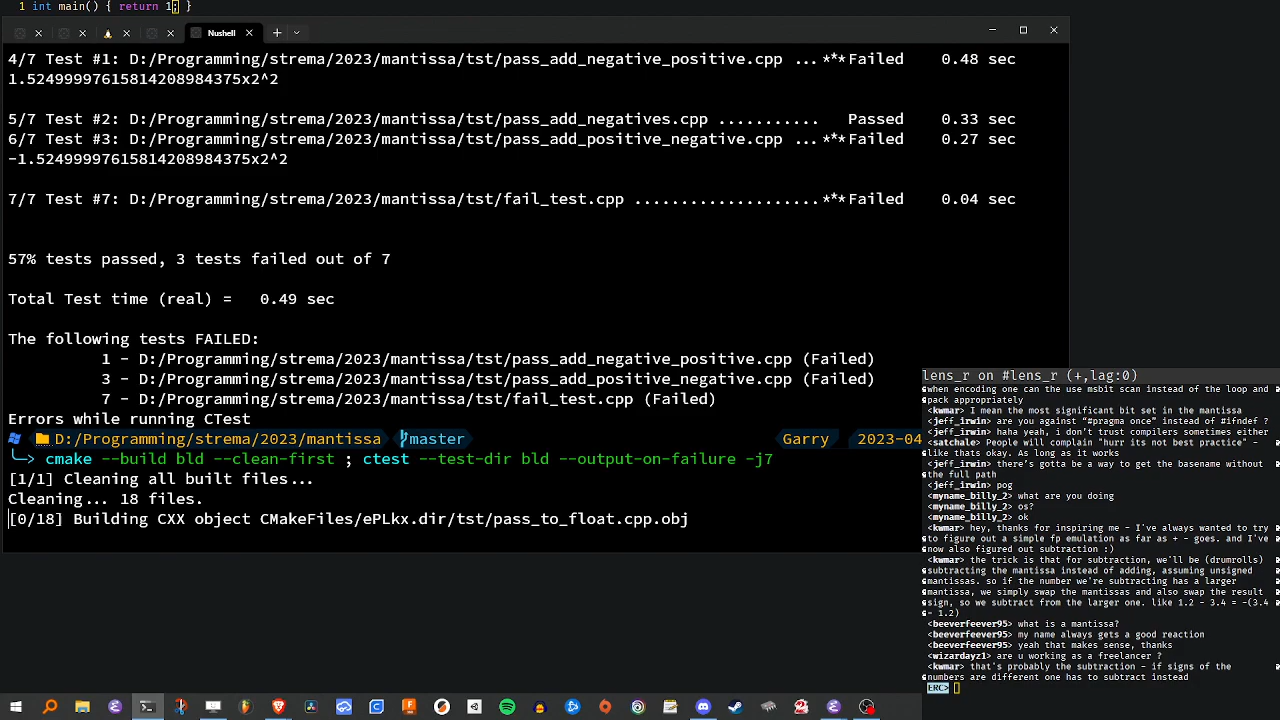 1 int main() { return 1; }
Nushell
4/7 Test #1: D:/Programming/strema/2023/mantissa/tst/pass_add_negative_positive.cpp ...***Failed    0.48 sec
1.52499997615814208984375x2^2
5/7 Test #2: D:/Programming/strema/2023/mantissa/tst/pass_add_negatives.cpp ...........   Passed    0.33 sec
6/7 Test #3: D:/Programming/strema/2023/mantissa/tst/pass_add_positive_negative.cpp ...***Failed    0.27 sec
-1.52499997615814208984375x2^2
7/7 Test #7: D:/Programming/strema/2023/mantissa/tst/fail_test.cpp ....................***Failed    0.04 sec
57% tests passed, 3 tests failed out of 7
Total Test time (real) =   0.49 sec
The following tests FAILED:
1 - D:/Programming/strema/2023/mantissa/tst/pass_add_negative_positive.cpp (Failed)
3 - D:/Programming/strema/2023/mantissa/tst/pass_add_positive_negative.cpp (Failed)
7 - D:/Programming/strema/2023/mantissa/tst/fail_test.cpp (Failed)
Errors while running CTest
D:/Programming/strema/2023/mantissa master Garry 2023-04
cmake --build bld --clean-first ; ctest --test-dir bld --output-on-failure -j7
[1/1] Cleaning all built files...
Cleaning... 18 files.
[0/18] Building CXX object CMakeFiles/ePLkx.dir/tst/pass_to_float.cpp.obj
lens_r on #lens_r (+,lag:0)
when encoding one can the use msbit scan instead of the loop and
pack appropriately
<kwmar> I mean the most significant bit set in the mantissa
<jeff_irwin> are you against “#pragma once” instead of #ifndef ?
<jeff_irwin> haha yeah, i don't trust compilers sometimes either
<satchale> People will complain "hurr its not best practice" -
like thats okay. As long as it works
<jeff_irwin> there's gotta be a way to get the basename without
the full path
<jeff_irwin> pog
<myname_billy_2> what are you doing
<myname_billy_2> os?
<myname_billy_2> ok
<kwmar> hey, thanks for inspiring me - I've always wanted to try
to figure out a simple fp emulation as far as + - goes. and I've
now also figured out subtraction :)
<kwmar> the trick is that for subtraction, we'll be (drumrolls)
subtracting the mantissa instead of adding, assuming unsigned
mantissas. so if the number we're subtracting has a larger
mantissa, we simply swap the mantissas and also swap the result
sign, so we subtract from the larger one. like 1.2 - 3.4 = -(3.4
- 1.2)
<beeverfeever95> what is a mantissa?
<beeverfeever95> my name always gets a good reaction
<beeverfeever95> yeah that makes sense, thanks
<wizardayz1> are u working as a freelancer ?
<kwmar> that's probably the subtraction - if signs of the
numbers are different one has to subtract instead
ERC>